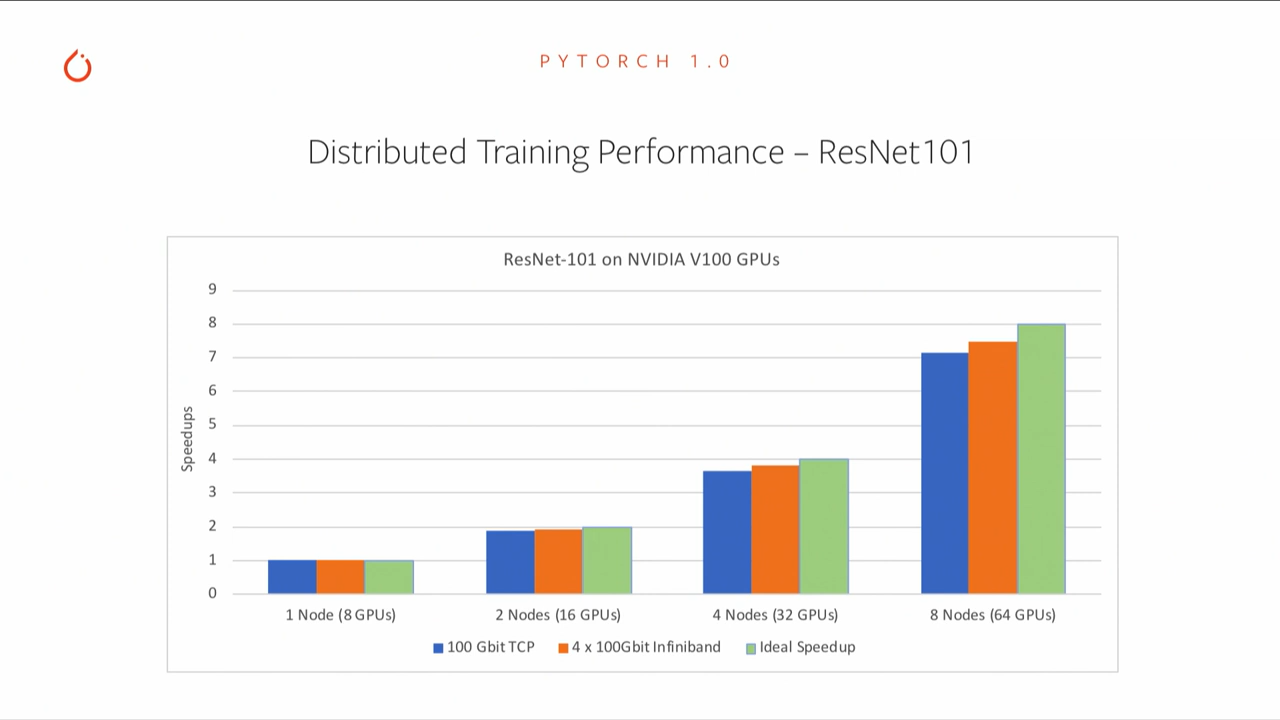 PYTORCH 1.0
Distributed Training Performance – ResNet101
ResNet-101 on NVIDIA V100 GPUs
9
8
7
6
5
4
3
2
1
0
Speedups
1 Node (8 GPUs) 2 Nodes (16 GPUs) 4 Nodes (32 GPUs) 8 Nodes (64 GPUs)
100 Gbit TCP 4 x 100Gbit Infiniband Ideal Speedup